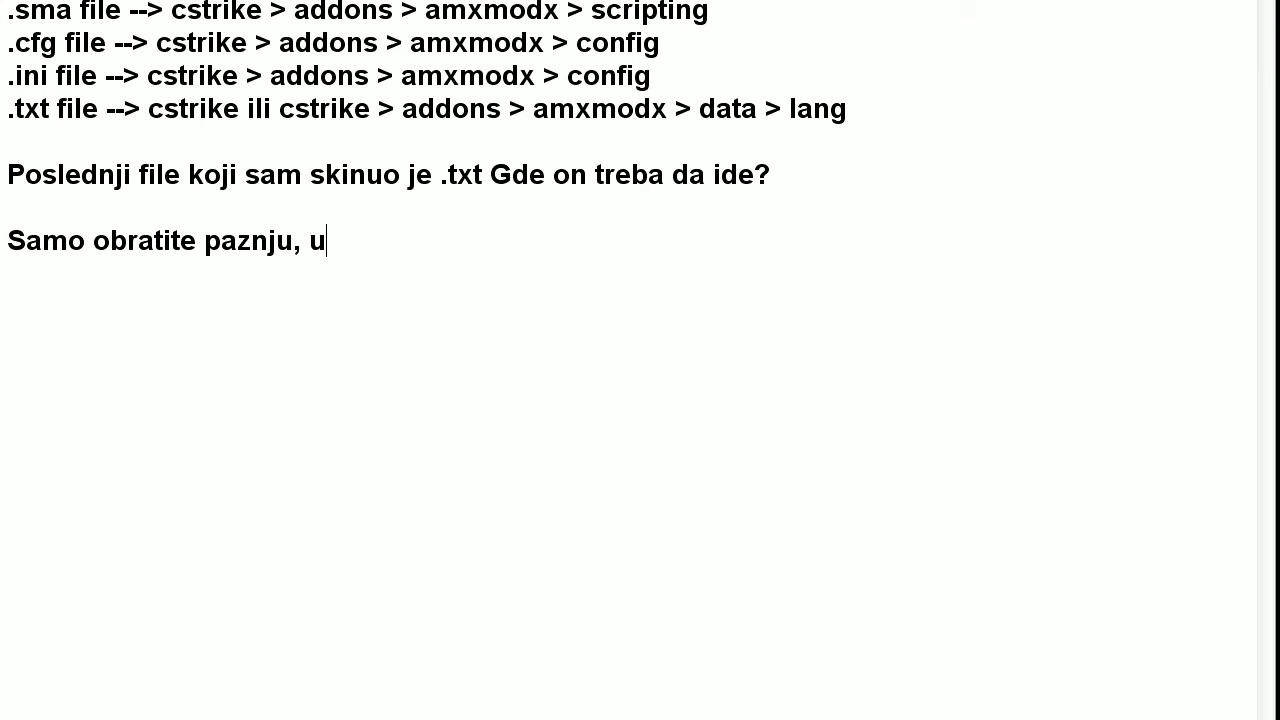 .sma file --> cstrike > addons > amxmodx > scripting
.cfg file --> cstrike > addons > amxmodx > config
.ini file --> cstrike > addons > amxmodx > config
.txt file --> cstrike ili cstrike > addons > amxmodx > data > lang
Poslednji file koji sam skinuo je .txt Gde on treba da ide?
Samo obratite paznju, u